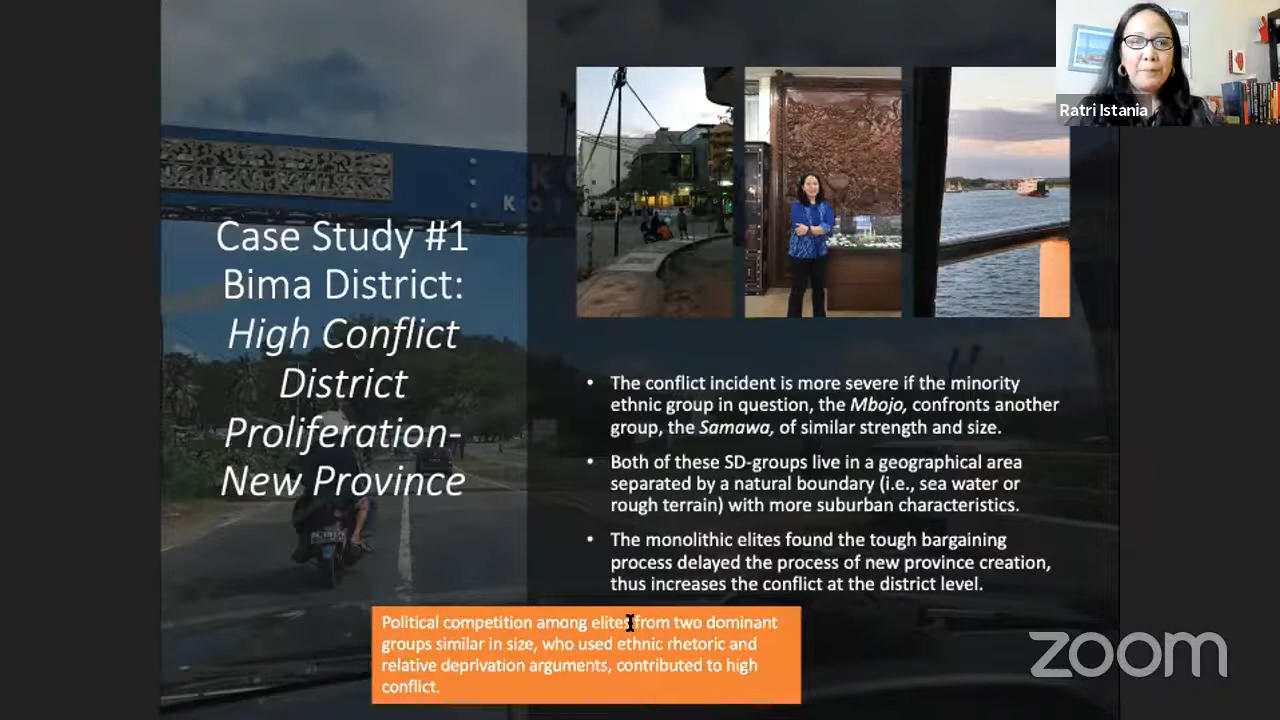 Ratri Istania
Case Study #1
Bima District:
High Conflict
District
Proliferation-
New Province
• The conflict incident is more severe if the minority
ethnic group in question, the Mbojo, confronts another
group, the Samawa, of similar strength and size.
• Both of these SD-groups live in a geographical area
separated by a natural boundary (i.e., sea water or
rough terrain) with more suburban characteristics.
• The monolithic elites found the tough bargaining
process delayed the process of new province creation,
thus increases the conflict at the district level.
Political competition among elites from two dominant
groups similar in size, who used ethnic rhetoric and
relative deprivation arguments, contributed to high
conflict.
zoom